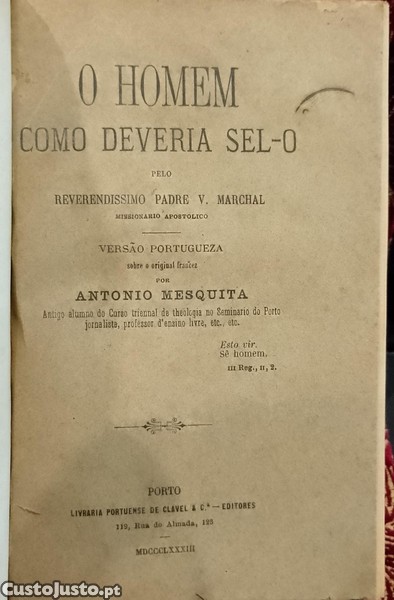 O HOMEM
COMO DEVERIA SEL-O
PELO
REVERENDISSIMO PADRE V. MARCHAL
MISSIONARIO APOSTOLICO
VERSÃO PORTUGUEZA
sobre o original francez
POR
ANTONIO MESQUITA
Antigo alumno do Curso triennal de theologia no Seminario do Porto
jornalista, professor d'ensino livre, etc., etc.
Esto vir.
Sê homem.
III Reg., II, 2.
PORTO
LIVRARIA PORTUENSE DE CLAVEL & C.ª — EDITORES
119, Rua do Almada, 123
MDCCCLXXXIII
CustoJusto.pt